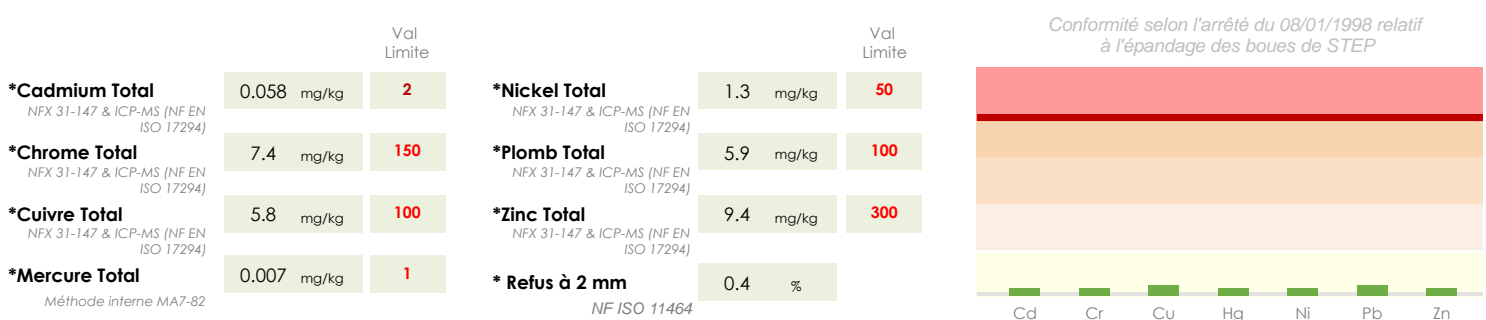 Val
Limite
*Cadmium Total 0.058 mg/kg 2
NFX 31-147 & ICP-MS (NF EN
ISO 17294)
*Chrome Total 7.4 mg/kg 150
NFX 31-147 & ICP-MS (NF EN
ISO 17294)
*Cuivre Total 5.8 mg/kg 100
NFX 31-147 & ICP-MS (NF EN
ISO 17294)
*Mercure Total 0.007 mg/kg 1
Méthode interne MA7-82
Val
Limite
*Nickel Total 1.3 mg/kg 50
NFX 31-147 & ICP-MS (NF EN
ISO 17294)
*Plomb Total 5.9 mg/kg 100
NFX 31-147 & ICP-MS (NF EN
ISO 17294)
*Zinc Total 9.4 mg/kg 300
NFX 31-147 & ICP-MS (NF EN
ISO 17294)
* Refus à 2 mm 0.4 %
NF ISO 11464
Conformité selon l'arrêté du 08/01/1998 relatif
à l'épandage des boues de STEP
Cd Cr Cu Hg Ni Pb Zn